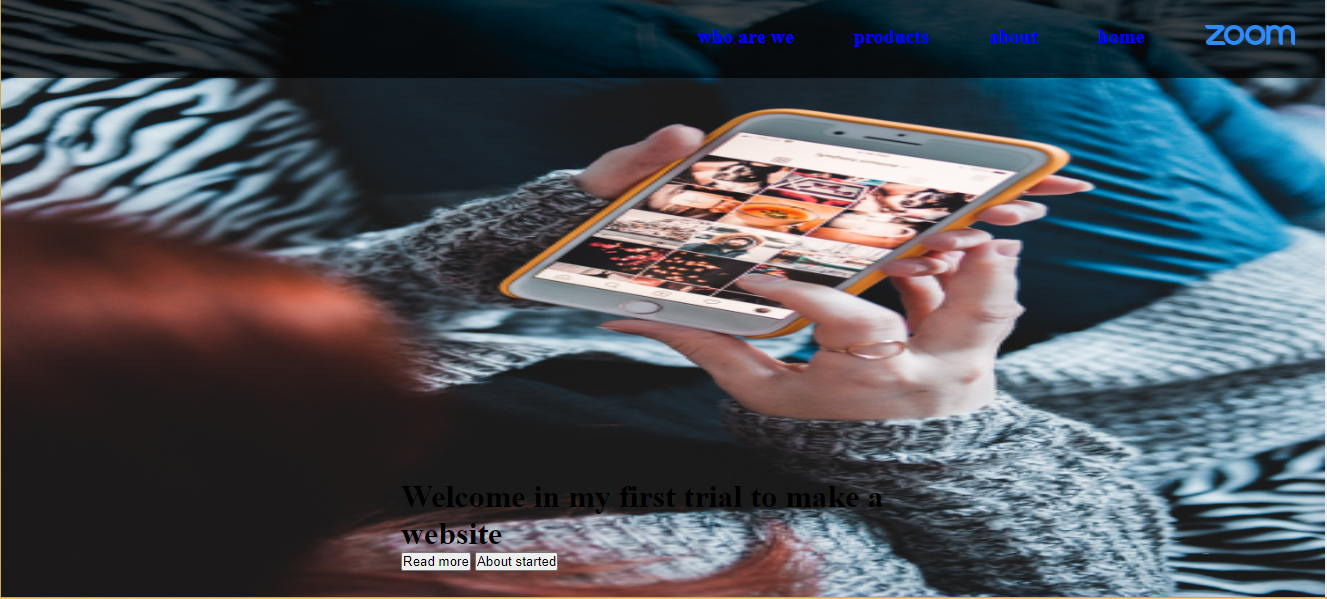 who are we products about home zoom
Welcome in my first trial to make a
website
Read more About started